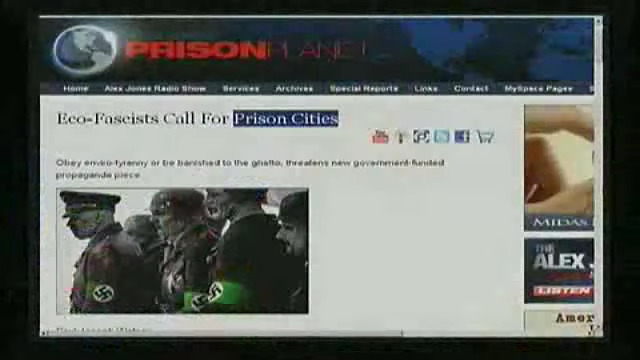 PRISONPLANET
Home Alex Jones Radio Show Services Archives Special Reports Links Contact MySpace Pages
Eco-Fascists Call For Prison Cities
Obey enviro-tyranny or be banished to the ghetto, threatens new government-funded
propaganda piece
MIDAS
THE
ALEX
LISTEN
Amer